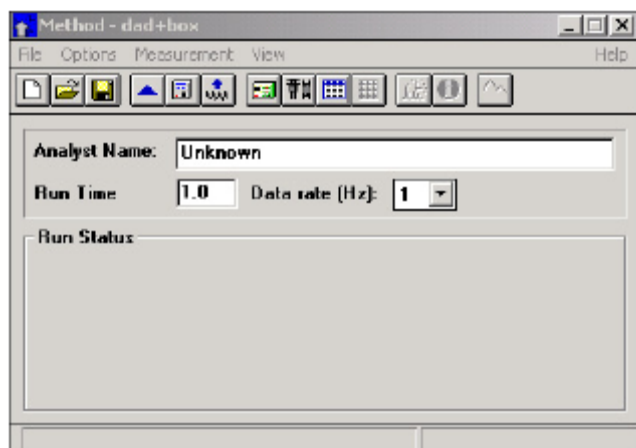 Method - dad+box
File Options Measurement View Help
Analyst Name: Unknown
Run Time 1.0 Data rate (Hz): 1
Run Status